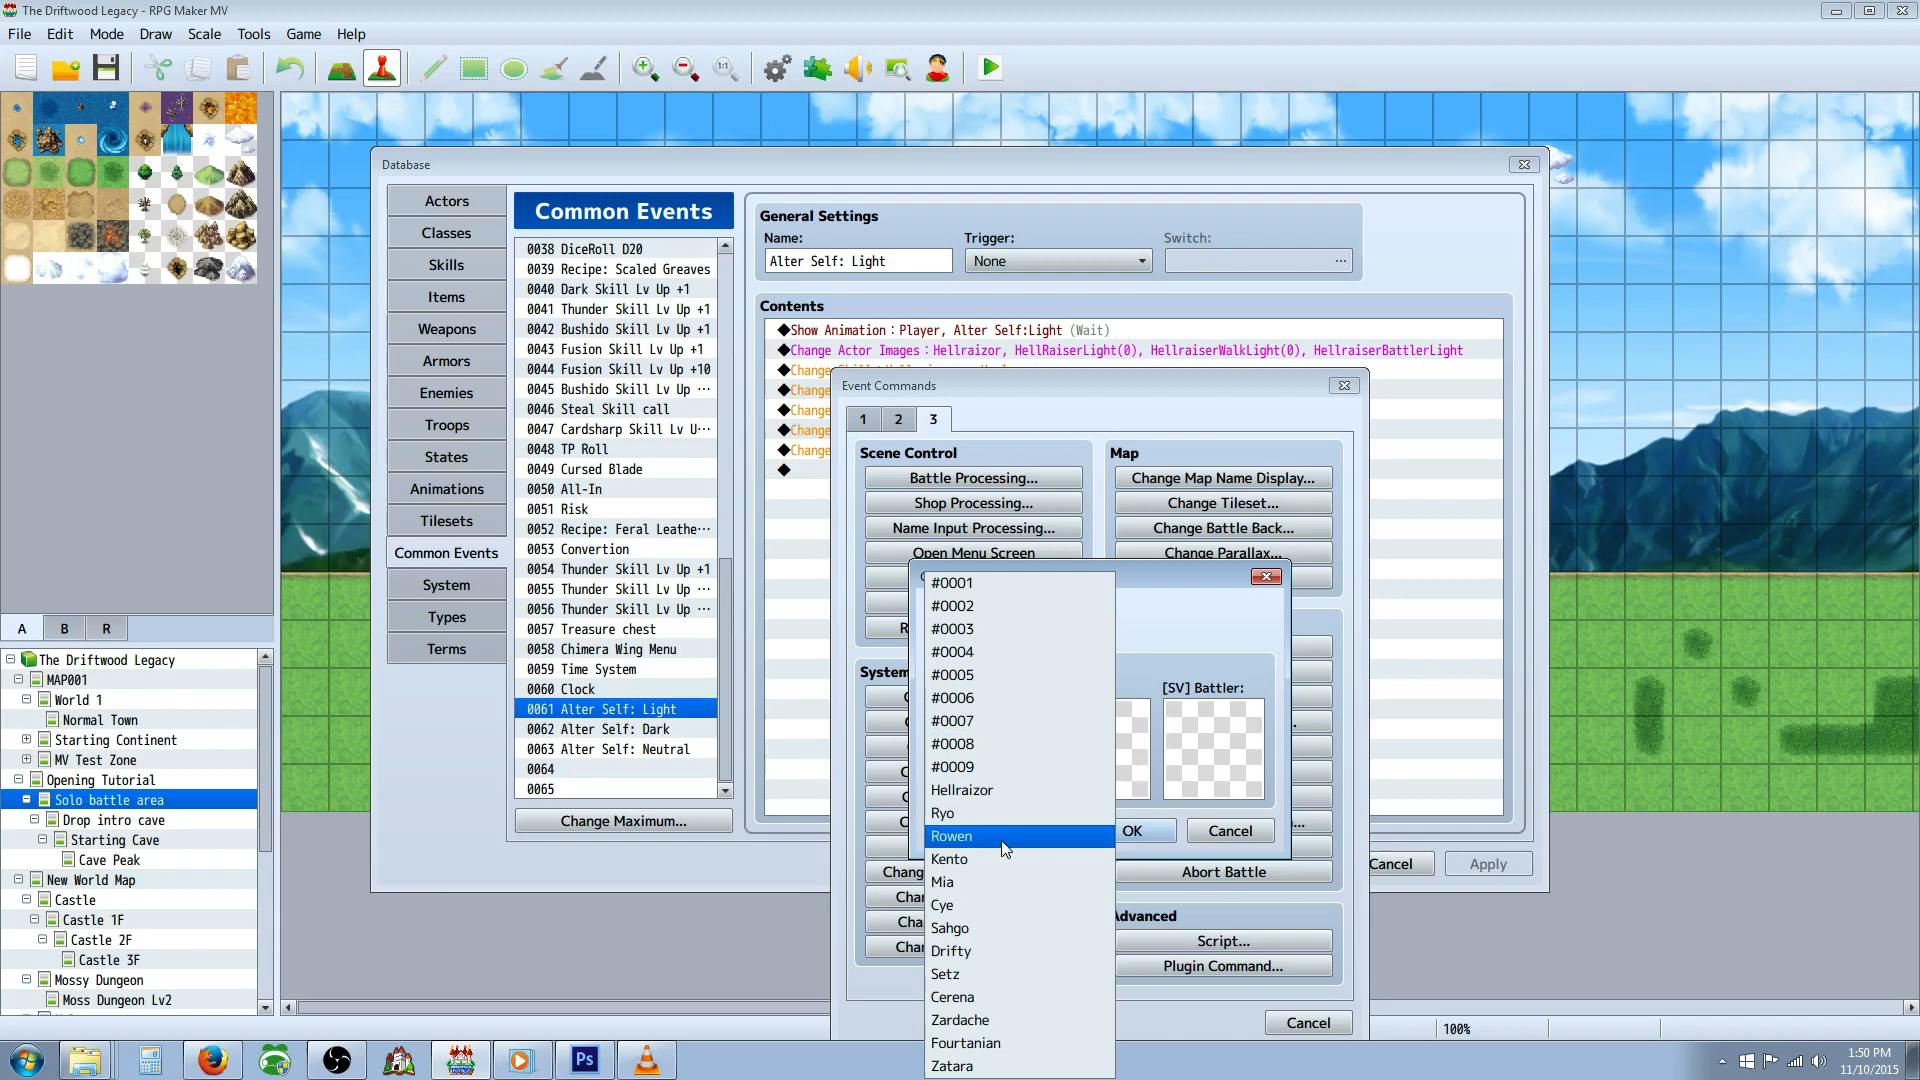 The Driftwood Legacy - RPG Maker MV
File Edit Mode Draw Scale Tools Game Help
1:1
Database
Actors
Classes
Skills
Items
Weapons
Armors
Enemies
Troops
States
Animations
Tilesets
Common Events
System
Types
Terms
Common Events
0038 DiceRoll D20
0039 Recipe: Scaled Greaves
0040 Dark Skill Lv Up +1
0041 Thunder Skill Lv Up +1
0042 Bushido Skill Lv Up +1
0043 Fusion Skill Lv Up +1
0044 Fusion Skill Lv Up +10
0045 Bushido Skill Lv Up ···
0046 Steal Skill call
0047 Cardsharp Skill Lv U···
0048 TP Roll
0049 Cursed Blade
0050 All-In
0051 Risk
0052 Recipe: Feral Leathe···
0053 Convertion
0054 Thunder Skill Lv Up +1
0055 Thunder Skill Lv Up ···
0056 Thunder Skill Lv Up ···
0057 Treasure chest
0058 Chimera Wing Menu
0059 Time System
0060 Clock
0061 Alter Self: Light
0062 Alter Self: Dark
0063 Alter Self: Neutral
0064
0065
Change Maximum...
General Settings
Name: Trigger: Switch:
Alter Self: Light None ...
Contents
◆Show Animation : Player, Alter Self:Light (Wait)
◆Change Actor Images : Hellraizor, HellRaiserLight(0), HellraiserWalkLight(0), HellraiserBattlerLight
◆Change
◆Change
◆Change
◆Change
◆Change
◆
Cancel Apply
Event Commands
1 2 3
Scene Control
Battle Processing...
Shop Processing...
Name Input Processing...
Open Menu Screen
System
Chang
Char
Cha
Char
Map
Change Map Name Display...
Change Tileset...
Change Battle Back...
Change Parallax...
Abort Battle
Advanced
Script...
Plugin Command...
Cancel
[SV] Battler:
OK Cancel
#0001
#0002
#0003
#0004
#0005
#0006
#0007
#0008
#0009
Hellraizor
Ryo
Rowen
Kento
Mia
Cye
Sahgo
Drifty
Setz
Cerena
Zardache
Fourtanian
Zatara
A B R
The Driftwood Legacy
MAP001
World 1
Normal Town
Starting Continent
MV Test Zone
Opening Tutorial
Solo battle area
Drop intro cave
Starting Cave
Cave Peak
New World Map
Castle
Castle 1F
Castle 2F
Castle 3F
Mossy Dungeon
Moss Dungeon Lv2
100%
Ps
1:50 PM
11/10/2015